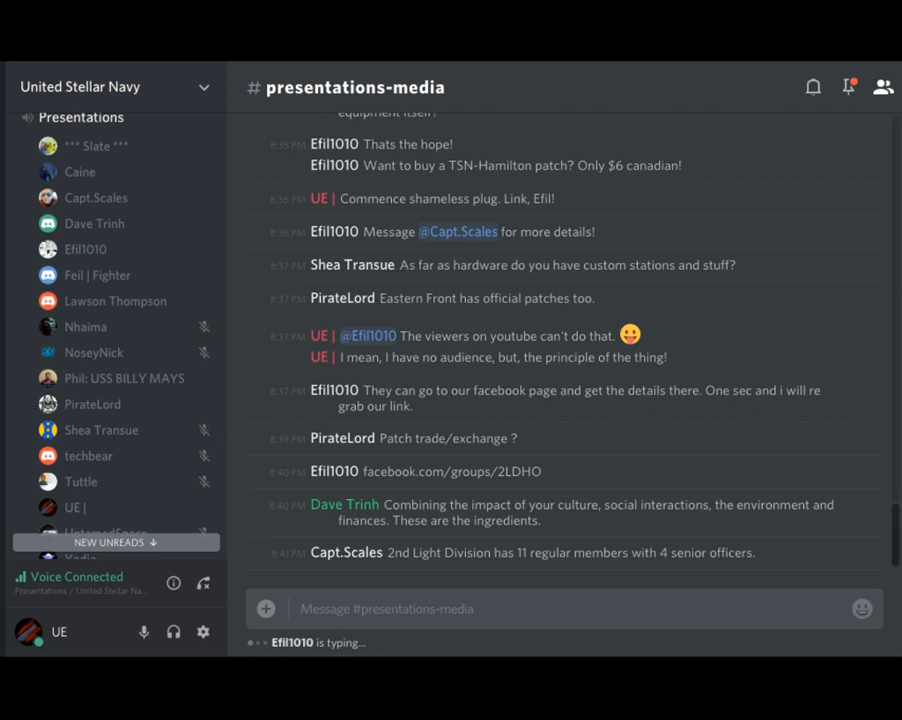 United Stellar Navy
Presentations
*** Slate ***
Caine
Capt.Scales
Dave Trinh
Efil1010
Feil | Fighter
Lawson Thompson
Nhaima
NoseyNick
Phil: USS BILLY MAYS
PirateLord
Shea Transue
techbear
Tuttle
UE |
UntamedSpace
NEW UNREADS ↓
Voice Connected
Presentations / United Stellar Na...
UE
# presentations-media
equipment itself?
8:35 PM Efil1010 Thats the hope!
Efil1010 Want to buy a TSN-Hamilton patch? Only $6 canadian!
8:36 PM UE | Commence shameless plug. Link, Efil!
8:36 PM Efil1010 Message @Capt.Scales for more details!
8:37 PM Shea Transue As far as hardware do you have custom stations and stuff?
8:37 PM PirateLord Eastern Front has official patches too.
8:37 PM UE | @Efil1010 The viewers on youtube can't do that. 😛
UE | I mean, I have no audience, but, the principle of the thing!
8:37 PM Efil1010 They can go to our facebook page and get the details there. One sec and i will re
grab our link.
8:39 PM PirateLord Patch trade/exchange ?
8:40 PM Efil1010 facebook.com/groups/2LDHO
8:40 PM Dave Trinh Combining the impact of your culture, social interactions, the environment and
finances. These are the ingredients.
8:41 PM Capt.Scales 2nd Light Division has 11 regular members with 4 senior officers.
Message #presentations-media
Efil1010 is typing...